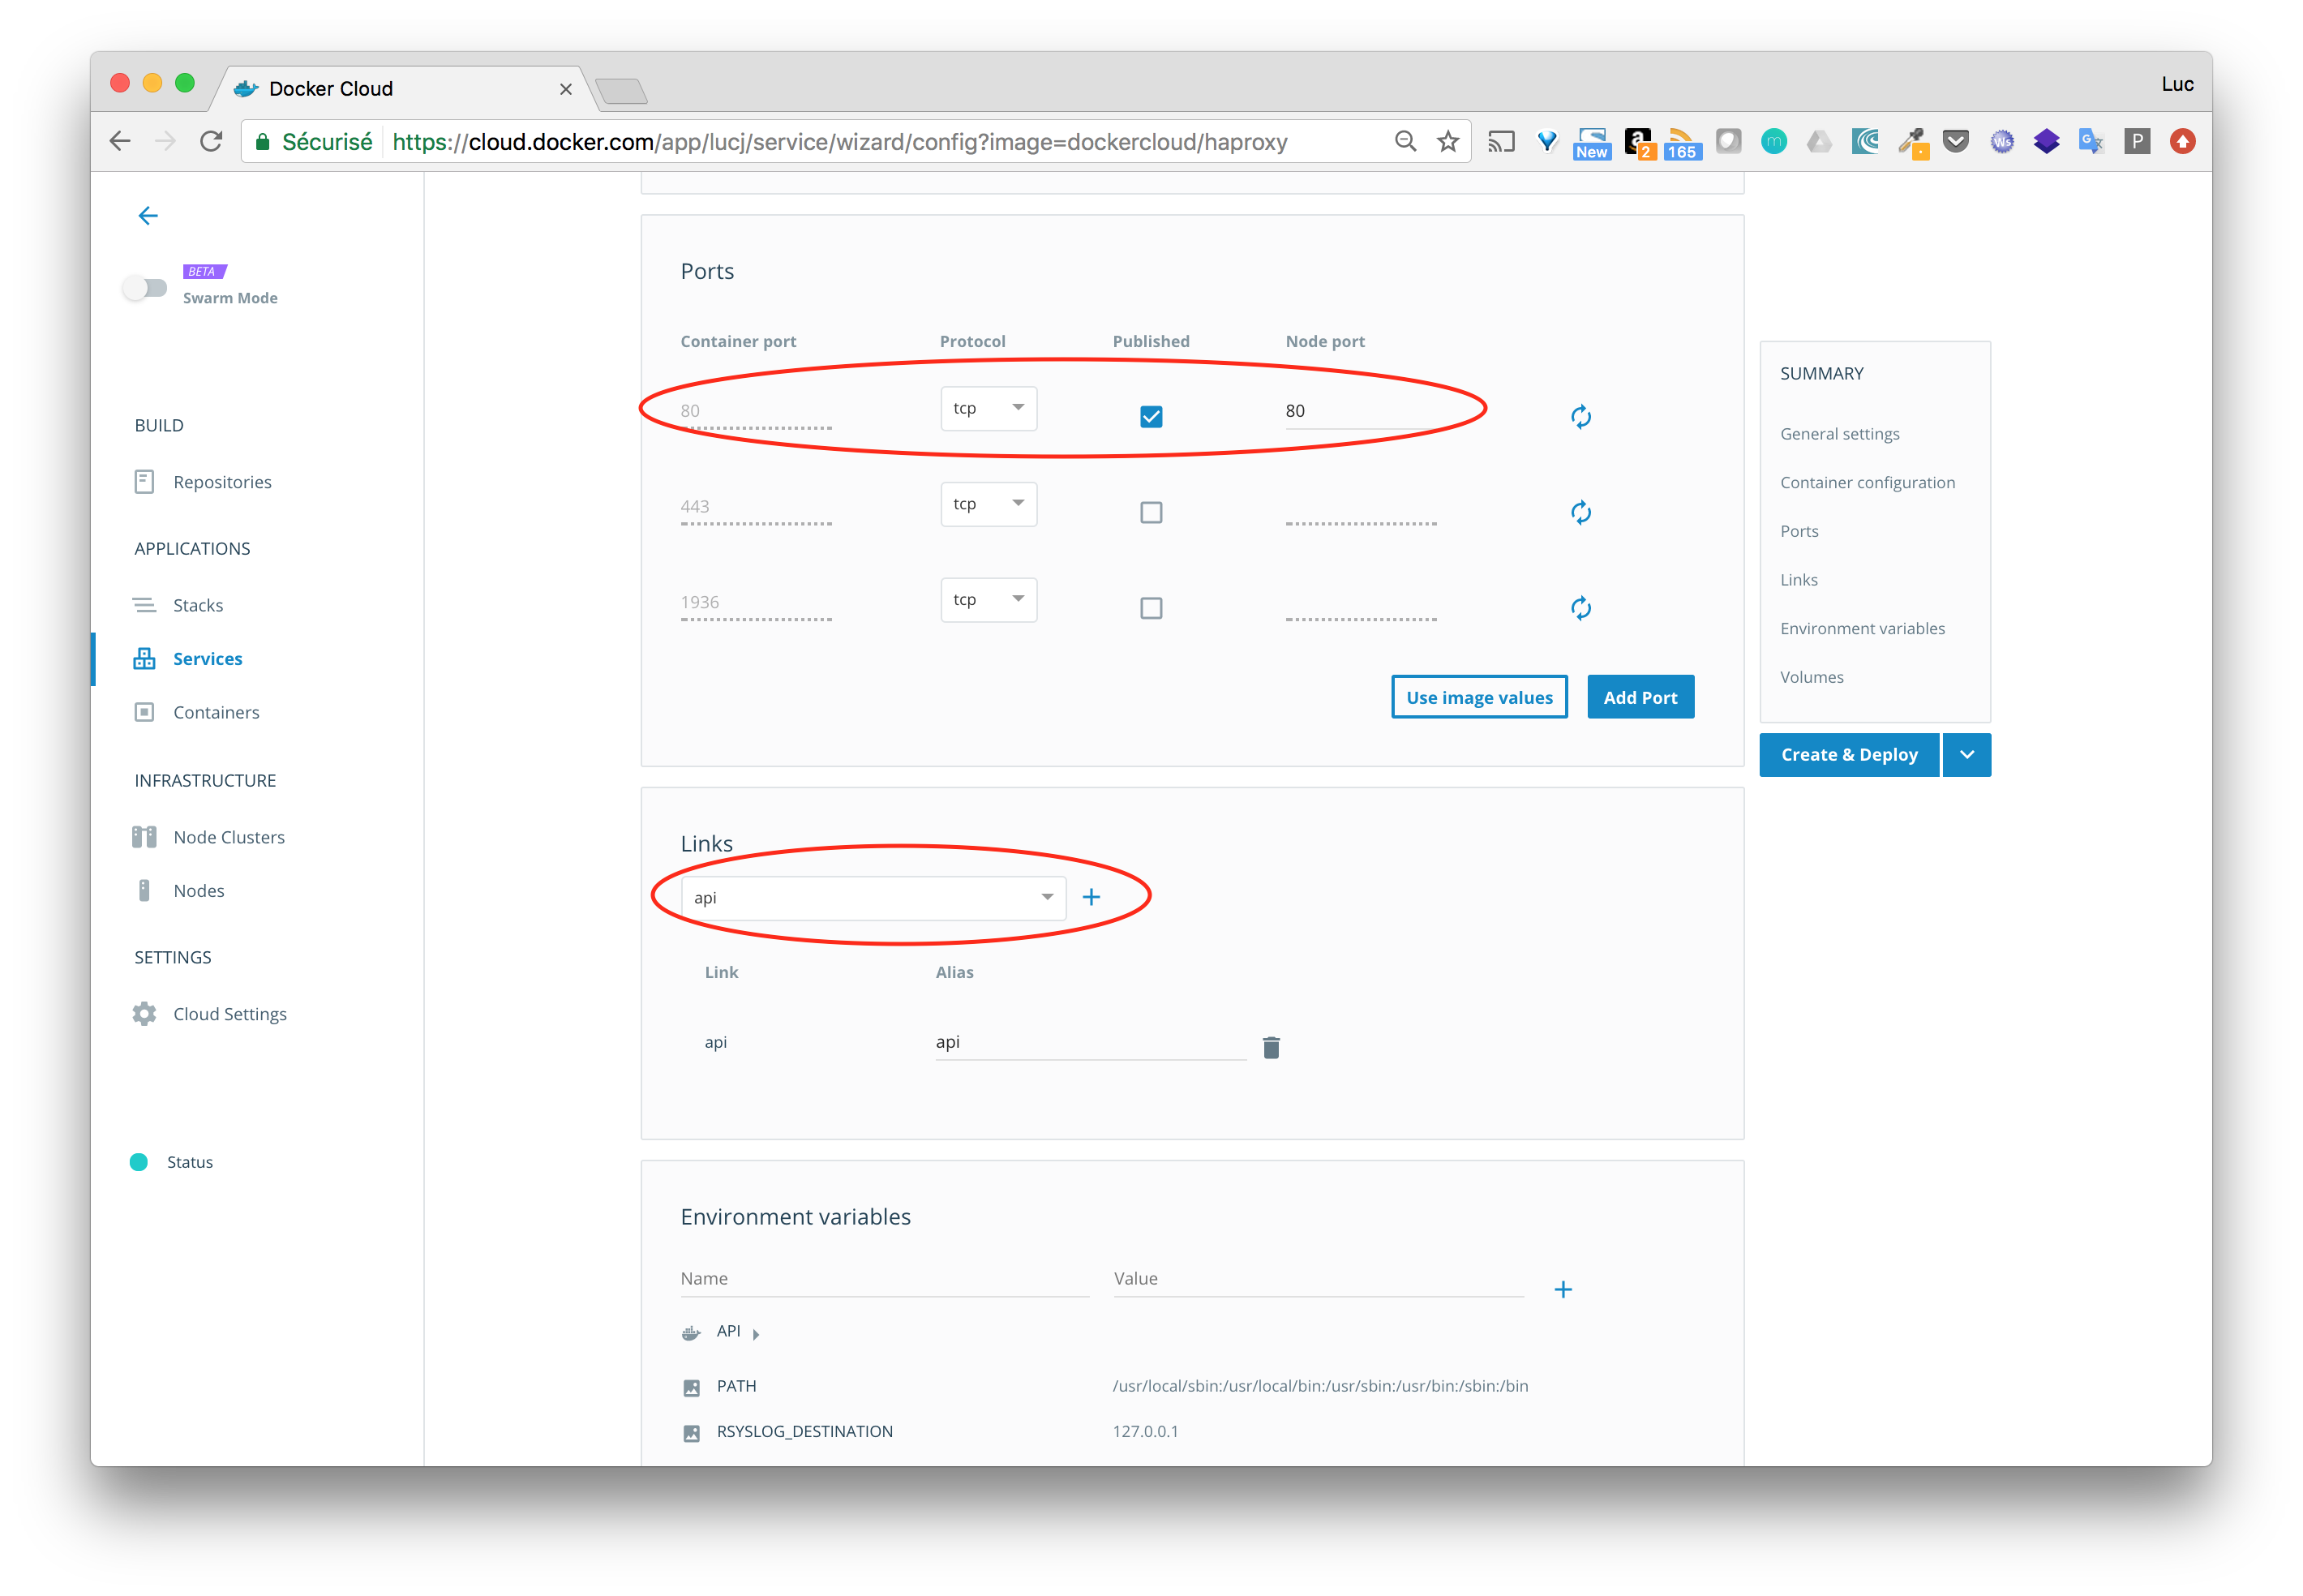 Docker Cloud
Luc
Sécurisé https://cloud.docker.com/app/lucj/service/wizard/config?image=dockercloud/haproxy
New 2 165 m Ws G P
BETA
Swarm Mode
BUILD
Repositories
APPLICATIONS
Stacks
Services
Containers
INFRASTRUCTURE
Node Clusters
Nodes
SETTINGS
Cloud Settings
Status
Ports
Container port Protocol Published Node port
80 tcp 80
443 tcp
1936 tcp
Use image values Add Port
Links
api
Link Alias
api api
Environment variables
Name Value
API
PATH /usr/local/sbin:/usr/local/bin:/usr/sbin:/usr/bin:/sbin:/bin
RSYSLOG_DESTINATION 127.0.0.1
SUMMARY
General settings
Container configuration
Ports
Links
Environment variables
Volumes
Create & Deploy